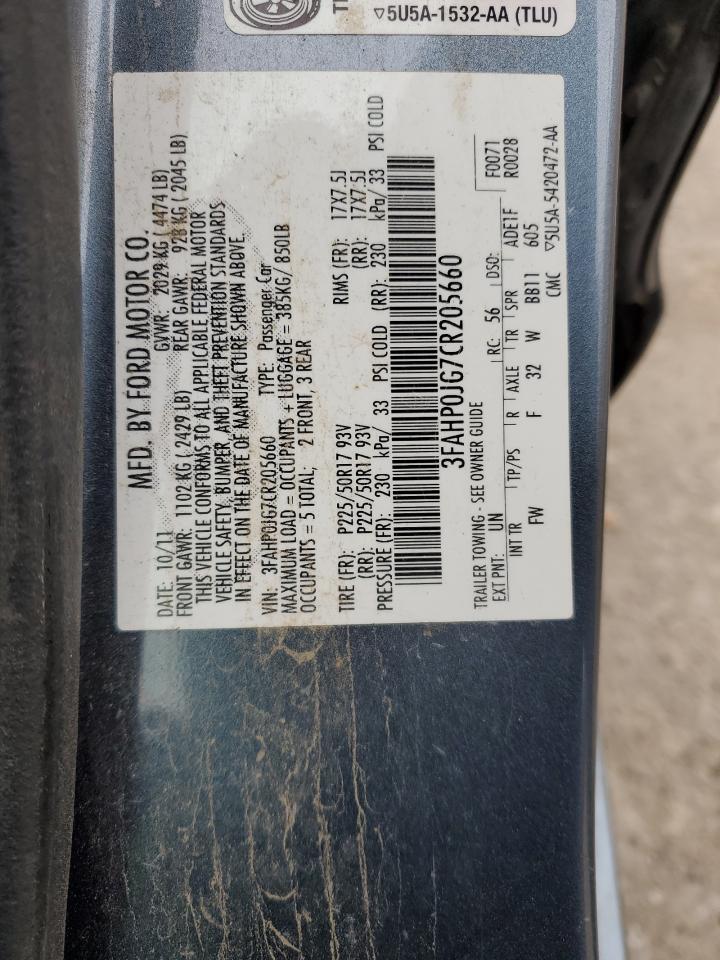 ▽5U5A-1532-AA (TLU)
MFD. BY FORD MOTOR CO.
DATE: 10/11 GVWR: 2029 KG ( 4474 LB)
FRONT GAWR: 1102 KG ( 2429 LB) REAR GAWR: 928 KG ( 2045 LB)
THIS VEHICLE CONFORMS TO ALL APPLICABLE FEDERAL MOTOR
VEHICLE SAFETY, BUMPER, AND THEFT PREVENTION STANDARDS
IN EFFECT ON THE DATE OF MANUFACTURE SHOWN ABOVE.
VIN: 3FAHP0JG7CR205660 TYPE: Passenger Car
MAXIMUM LOAD = OCCUPANTS + LUGGAGE = 385KG/ 850LB
OCCUPANTS = 5 TOTAL; 2 FRONT, 3 REAR
TIRE (FR): P225/50R17 93V RIMS (FR): 17X7.5J
(RR): P225/50R17 93V (RR): 17X7.5J
PRESSURE (FR): 230 kPa/ 33 PSI COLD (RR): 230 kPa/ 33 PSI COLD
3FAHP0JG7CR205660
TRAILER TOWING - SEE OWNER GUIDE F0071
EXT PNT: UN RC: 56 DSO: R0028
INT TR TP/PS R AXLE TR SPR ADE1F
FW F 32 W BB11 605
CMC ▽5U5A-5420472-AA